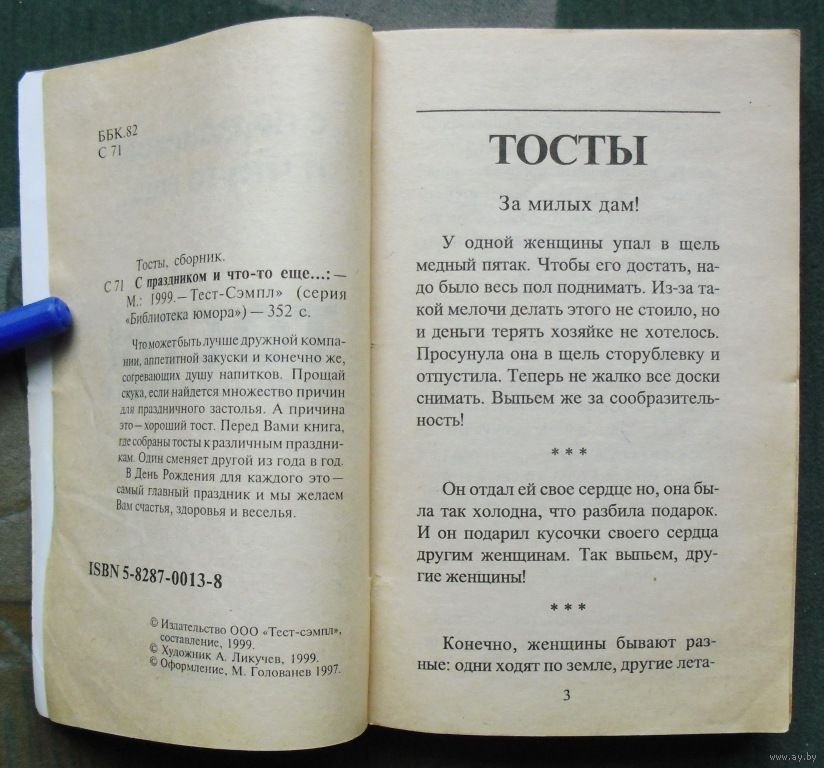 ББК.82
С 71
Тосты, сборник.
С 71 С праздником и что-то еще...: —
М.: 1999.— Тест-Сэмпл» (серия
«Библиотека юмора») — 352 с.
Что может быть лучше дружной компа-
нии, аппетитной закуски и конечно же,
согревающих душу напитков. Прощай
скука, если найдется множество причин
для праздничного застолья. А причина
это—хороший тост. Перед Вами книга,
где собраны тосты к различным праздни-
кам. Один сменяет другой из года в год.
В День Рождения для каждого это—
самый главный праздник и мы желаем
Вам счастья, здоровья и веселья.
ISBN 5-8287-0013-8
© Издательство ООО «Тест-сэмпл»,
составление, 1999.
© Художник А. Ликучев, 1999.
© Оформление, М. Голованев 1997.
ТОСТЫ
За милых дам!
У одной женщины упал в щель
медный пятак. Чтобы его достать, на-
до было весь пол поднимать. Из-за та-
кой мелочи делать этого не стоило, но
и деньги терять хозяйке не хотелось.
Просунула она в щель сторублевку и
отпустила. Теперь не жалко все доски
снимать. Выпьем же за сообразитель-
ность!
* * *
Он отдал ей свое сердце но, она бы-
ла так холодна, что разбила подарок.
И он подарил кусочки своего сердца
другим женщинам. Так выпьем, дру-
гие женщины!
* * *
Конечно, женщины бывают раз-
ные: одни ходят по земле, другие лета-
3
www.ay.by